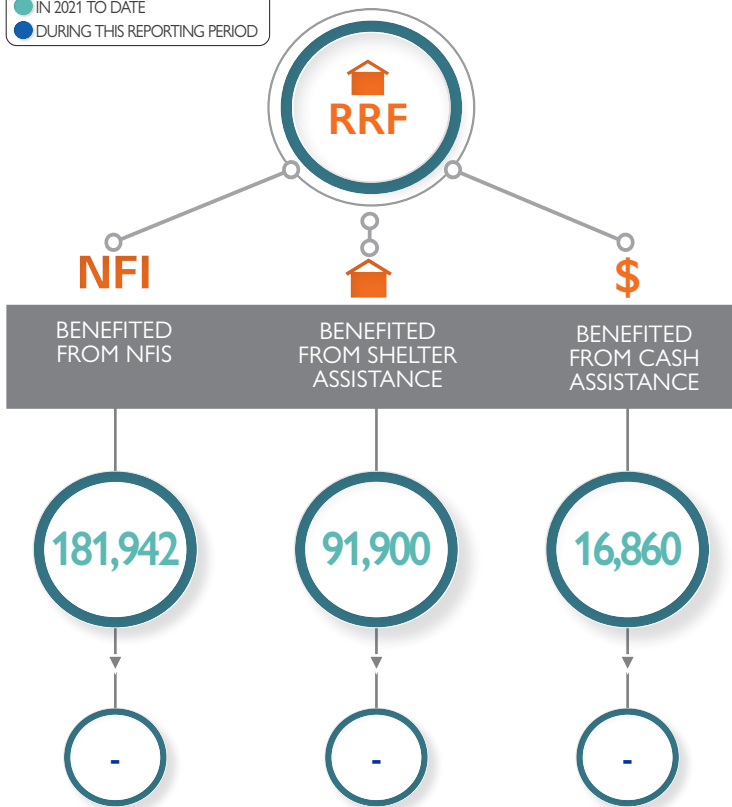 IN 2021 TO DATE
DURING THIS REPORTING PERIOD
RRF
NFI
$
BENEFITED
FROM NFIS
BENEFITED
FROM SHELTER
ASSISTANCE
BENEFITED
FROM CASH
ASSISTANCE
181,942
91,900
16,860
-
-
-